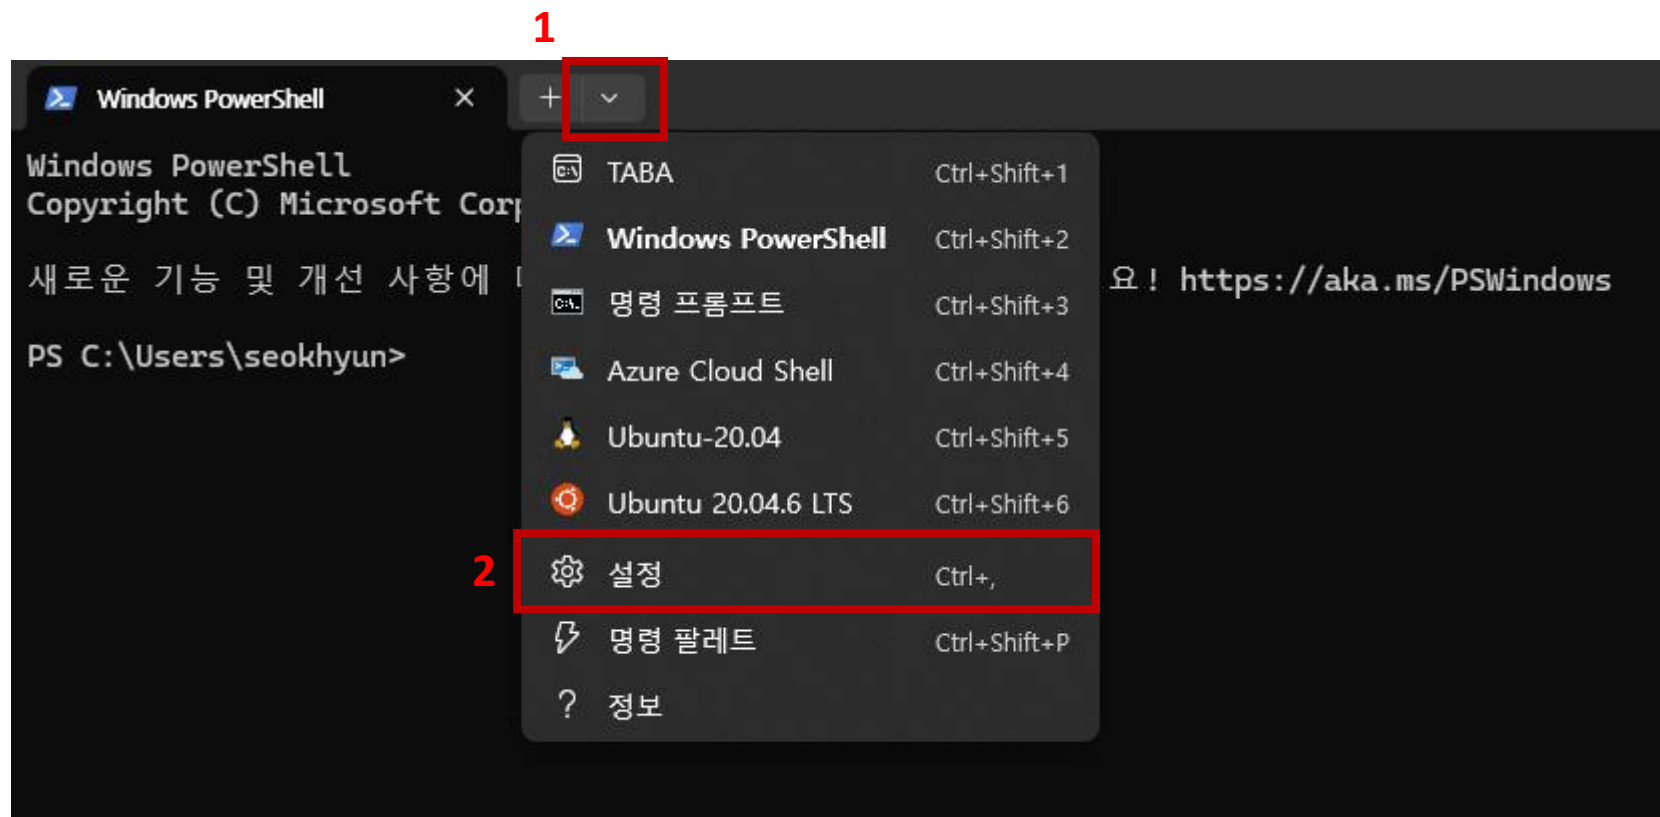 1
Windows PowerShell
Windows PowerShell
Copyright (C) Microsoft
새로운 기능 및 개선 사항에 요! https://aka.ms/PSWindows
PS C:\Users\seokhyun>
TABA Ctrl+Shift+1
Windows PowerShell Ctrl+Shift+2
명령 프롬프트 Ctrl+Shift+3
Azure Cloud Shell Ctrl+Shift+4
Ubuntu-20.04 Ctrl+Shift+5
Ubuntu 20.04.6 LTS Ctrl+Shift+6
2 설정 Ctrl+,
명령 팔레트 Ctrl+Shift+P
정보